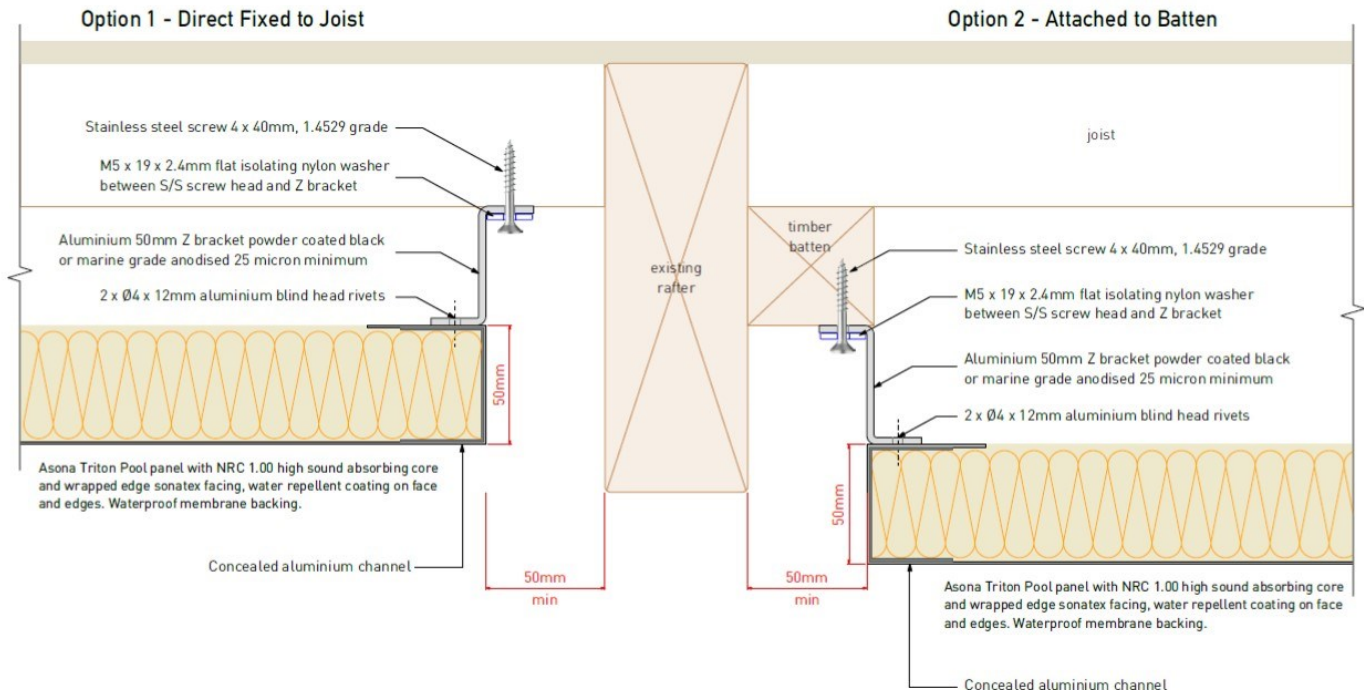 Option 1 - Direct Fixed to Joist
Option 2 - Attached to Batten
Stainless steel screw 4 x 40mm, 1.4529 grade
M5 x 19 x 2.4mm flat isolating nylon washer
between S/S screw head and Z bracket
Aluminium 50mm Z bracket powder coated black
or marine grade anodised 25 micron minimum
2 x Ø4 x 12mm aluminium blind head rivets
50mm
Asona Triton Pool panel with NRC 1.00 high sound absorbing core
and wrapped edge sonatex facing, water repellent coating on face
and edges. Waterproof membrane backing.
Concealed aluminium channel
50mm
min
existing
rafter
timber
batten
joist
Stainless steel screw 4 x 40mm, 1.4529 grade
M5 x 19 x 2.4mm flat isolating nylon washer
between S/S screw head and Z bracket
Aluminium 50mm Z bracket powder coated black
or marine grade anodised 25 micron minimum
2 x Ø4 x 12mm aluminium blind head rivets
50mm
50mm
min
Asona Triton Pool panel with NRC 1.00 high sound absorbing core
and wrapped edge sonatex facing, water repellent coating on face
and edges. Waterproof membrane backing.
Concealed aluminium channel